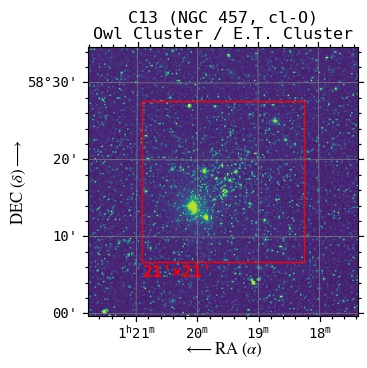 C13 (NGC 457, cl-O)
Owl Cluster / E.T. Cluster
58°30'
20'
10'
00'
DEC (δ) ⟶
21'×21'
1ʰ21ᵐ 20ᵐ 19ᵐ 18ᵐ
⟵ RA (α)